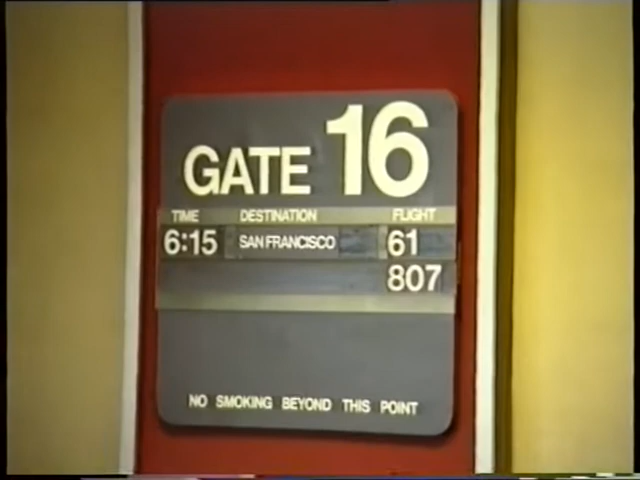 GATE 16
TIME DESTINATION FLIGHT
6:15 SAN FRANCISCO 61
807
NO SMOKING BEYOND THIS POINT